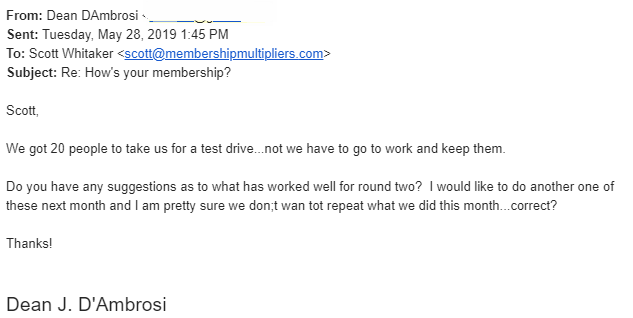 From: Dean DAmbrosi
Sent: Tuesday, May 28, 2019 1:45 PM
To: Scott Whitaker <scott@membershipmultipliers.com>
Subject: Re: How's your membership?
Scott,
We got 20 people to take us for a test drive...not we have to go to work and keep them.
Do you have any suggestions as to what has worked well for round two?  I would like to do another one of
these next month and I am pretty sure we don;t wan tot repeat what we did this month...correct?
Thanks!
Dean J. D'Ambrosi